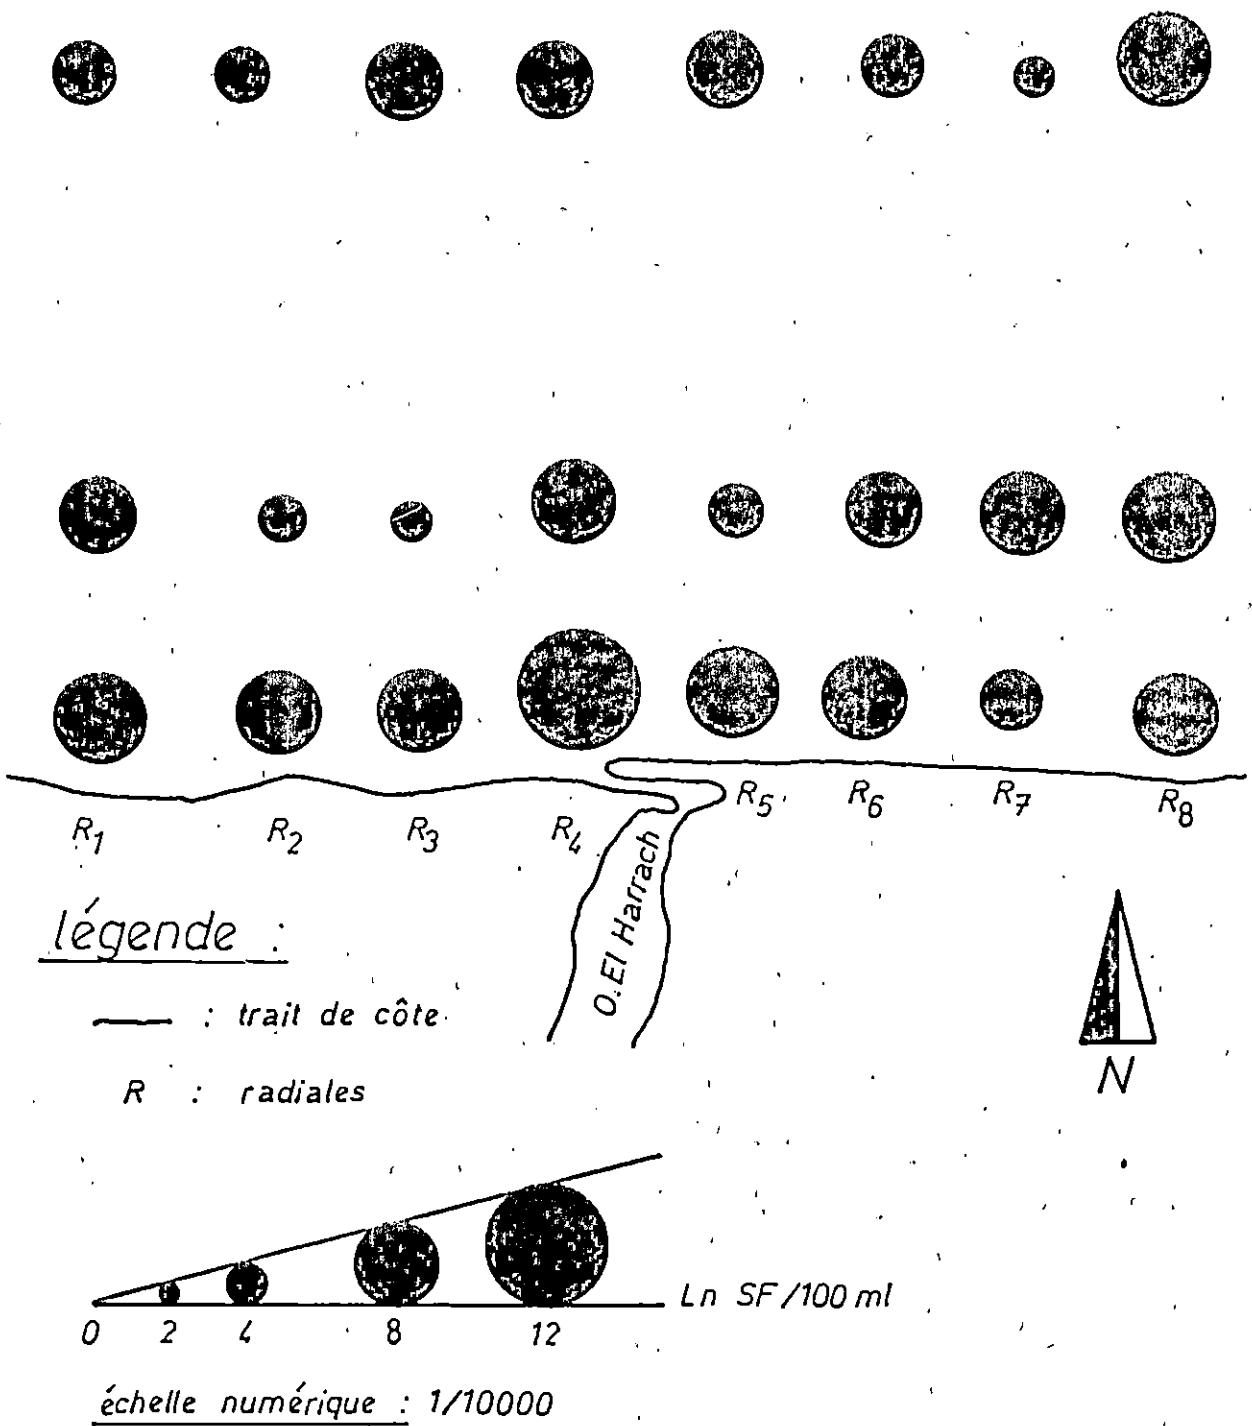 R1 R2 R3 R4 R5 R6 R7 R8
O. El Harrach
légende :
: trait de côte
R : radiales
N
Ln SF/100 ml
0 2 4 8 12
échelle numérique : 1/10000